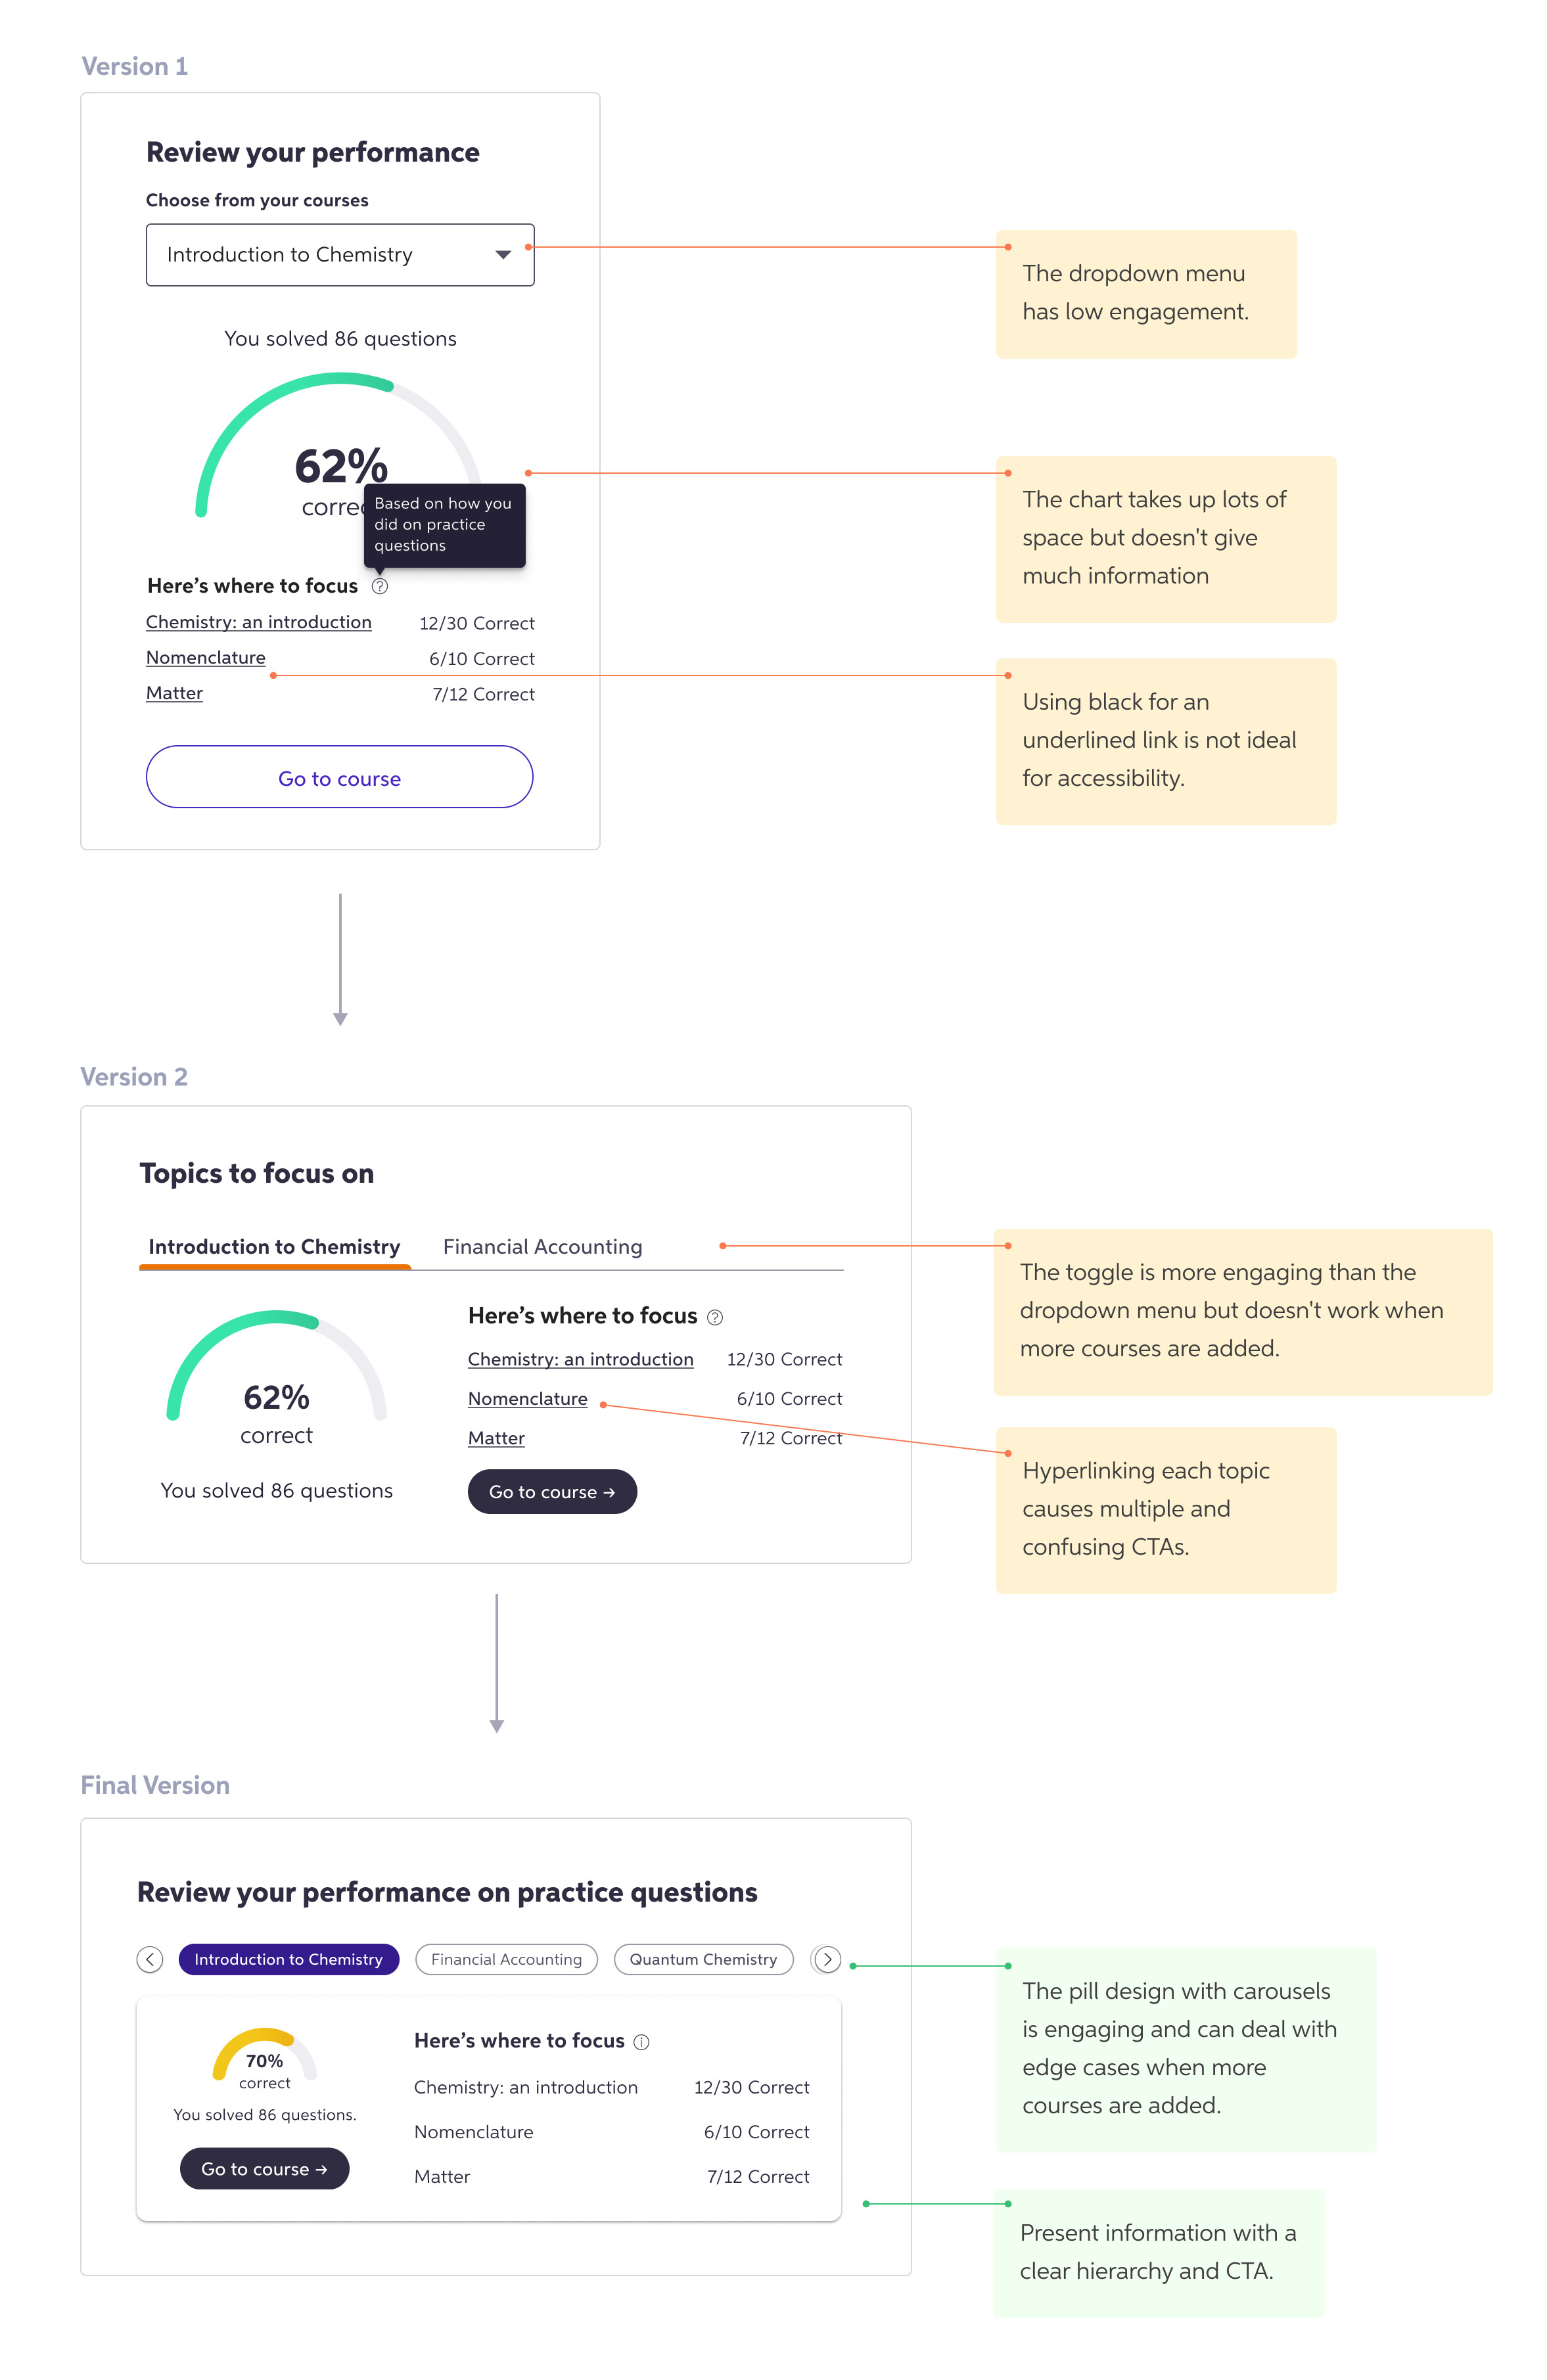 Version 1
Review your performance
Choose from your courses
Introduction to Chemistry
The dropdown menu
has low engagement.
You solved 86 questions
62%
correc
Based on how you
did on practice
questions
The chart takes up lots of
space but doesn't give
much information
Here’s where to focus ?
Chemistry: an introduction 12/30 Correct
Nomenclature 6/10 Correct
Matter 7/12 Correct
Using black for an
underlined link is not ideal
for accessibility.
Go to course
Version 2
Topics to focus on
Introduction to Chemistry Financial Accounting
The toggle is more engaging than the
dropdown menu but doesn't work when
more courses are added.
62%
correct
You solved 86 questions
Here’s where to focus ?
Chemistry: an introduction 12/30 Correct
Nomenclature 6/10 Correct
Matter 7/12 Correct
Go to course →
Hyperlinking each topic
causes multiple and
confusing CTAs.
Final Version
Review your performance on practice questions
Introduction to Chemistry Financial Accounting Quantum Chemistry
The pill design with carousels
is engaging and can deal with
edge cases when more
courses are added.
70%
correct
You solved 86 questions.
Go to course →
Here’s where to focus i
Chemistry: an introduction 12/30 Correct
Nomenclature 6/10 Correct
Matter 7/12 Correct
Present information with a
clear hierarchy and CTA.